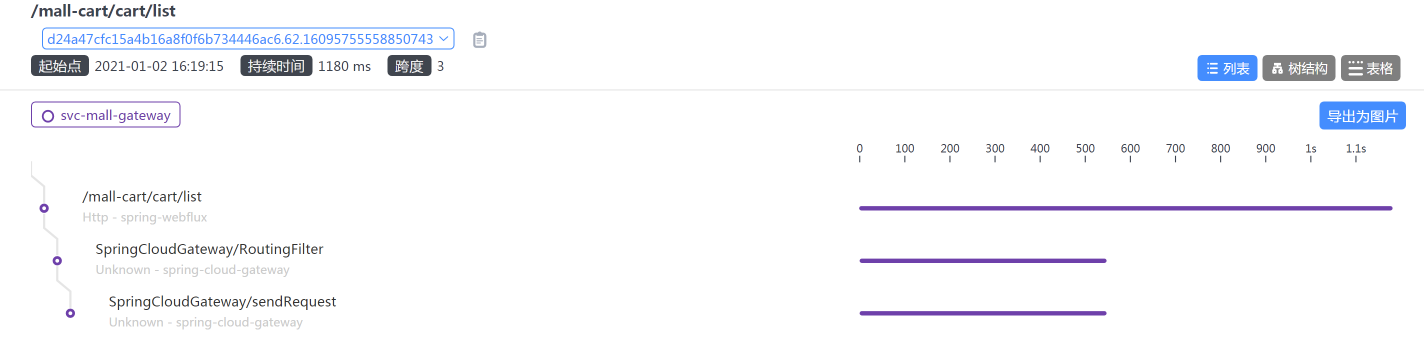 /mall-cart/cart/list
d24a47cfc15a4b16a8f0f6b734446ac6.62.16095755558850743
起始点 2021-01-02 16:19:15 持续时间 1180 ms 跨度 3
列表 树结构 表格
svc-mall-gateway
导出为图片
0 100 200 300 400 500 600 700 800 900 1s 1.1s
/mall-cart/cart/list
Http - spring-webflux
SpringCloudGateway/RoutingFilter
Unknown - spring-cloud-gateway
SpringCloudGateway/sendRequest
Unknown - spring-cloud-gateway